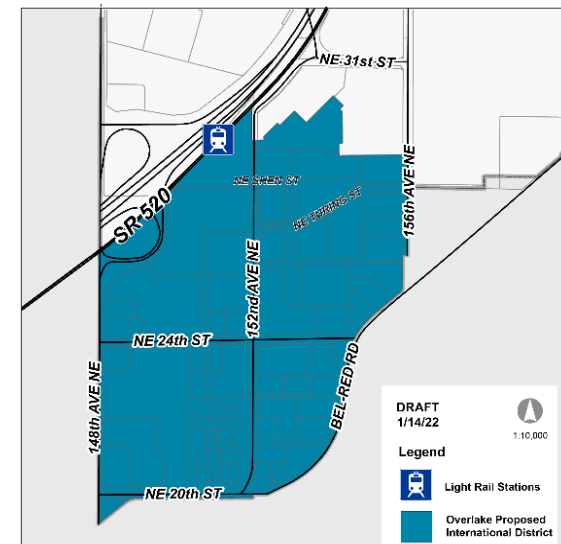 NE 31st ST
SR-520
NE SHEN ST
NE TURING ST
156th AVE NE
152nd AVE NE
NE 24th ST
148th AVE NE
BEL-RED RD
NE 20th ST
DRAFT
1/14/22
1:10,000
Legend
Light Rail Stations
Overlake Proposed
International District